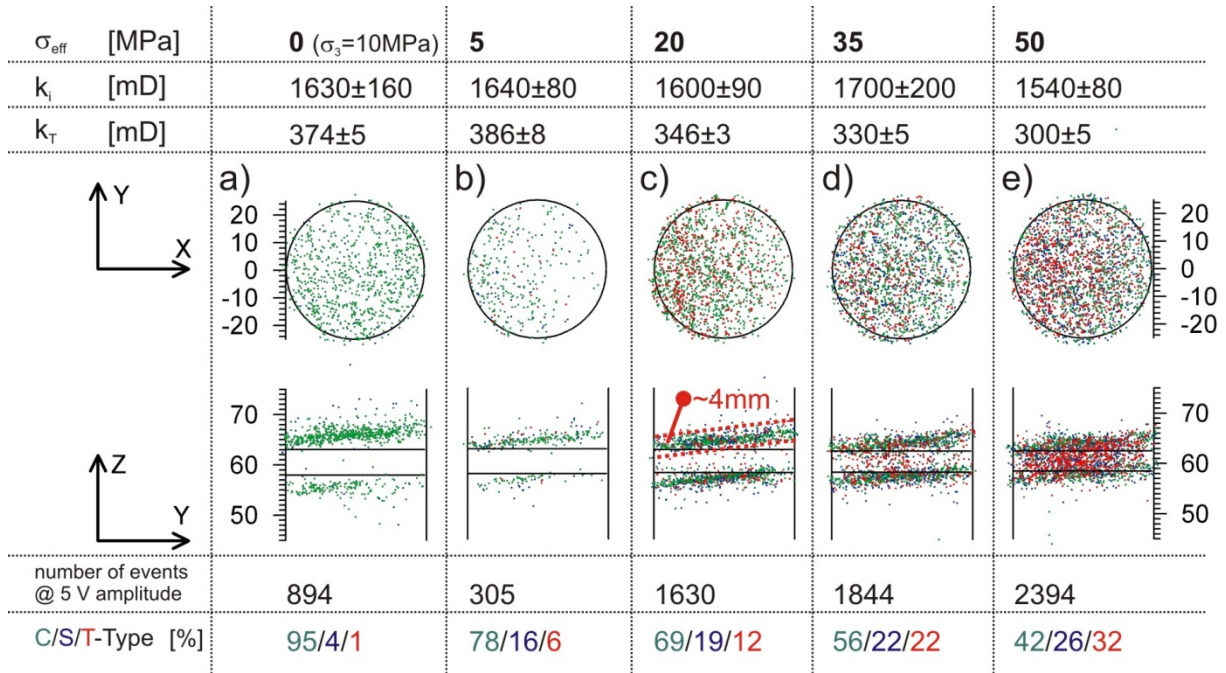 σeff [MPa] 0 (σ3=10MPa) 5 20 35 50
ki [mD] 1630±160 1640±80 1600±90 1700±200 1540±80
kT [mD] 374±5 386±8 346±3 330±5 300±5
a) b) c) d) e)
Y
X
20 20
10 10
0 0
-10 -10
-20 -20
~4mm
70 70
Z
60 60
50 50
Y
number of events
@ 5 V amplitude 894 305 1630 1844 2394
C/S/T-Type [%] 95/4/1 78/16/6 69/19/12 56/22/22 42/26/32